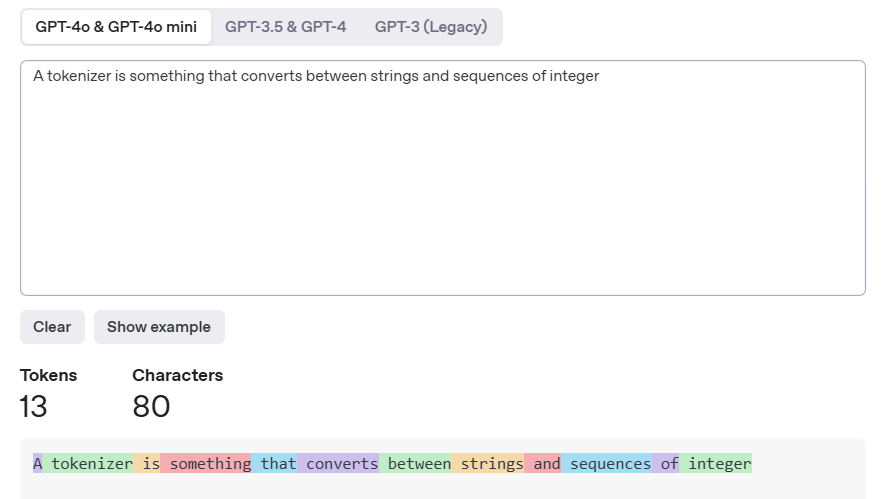 GPT-4o & GPT-4o mini GPT-3.5 & GPT-4 GPT-3 (Legacy)
A tokenizer is something that converts between strings and sequences of integer
Clear Show example
Tokens Characters
13 80
A tokenizer is something that converts between strings and sequences of integer